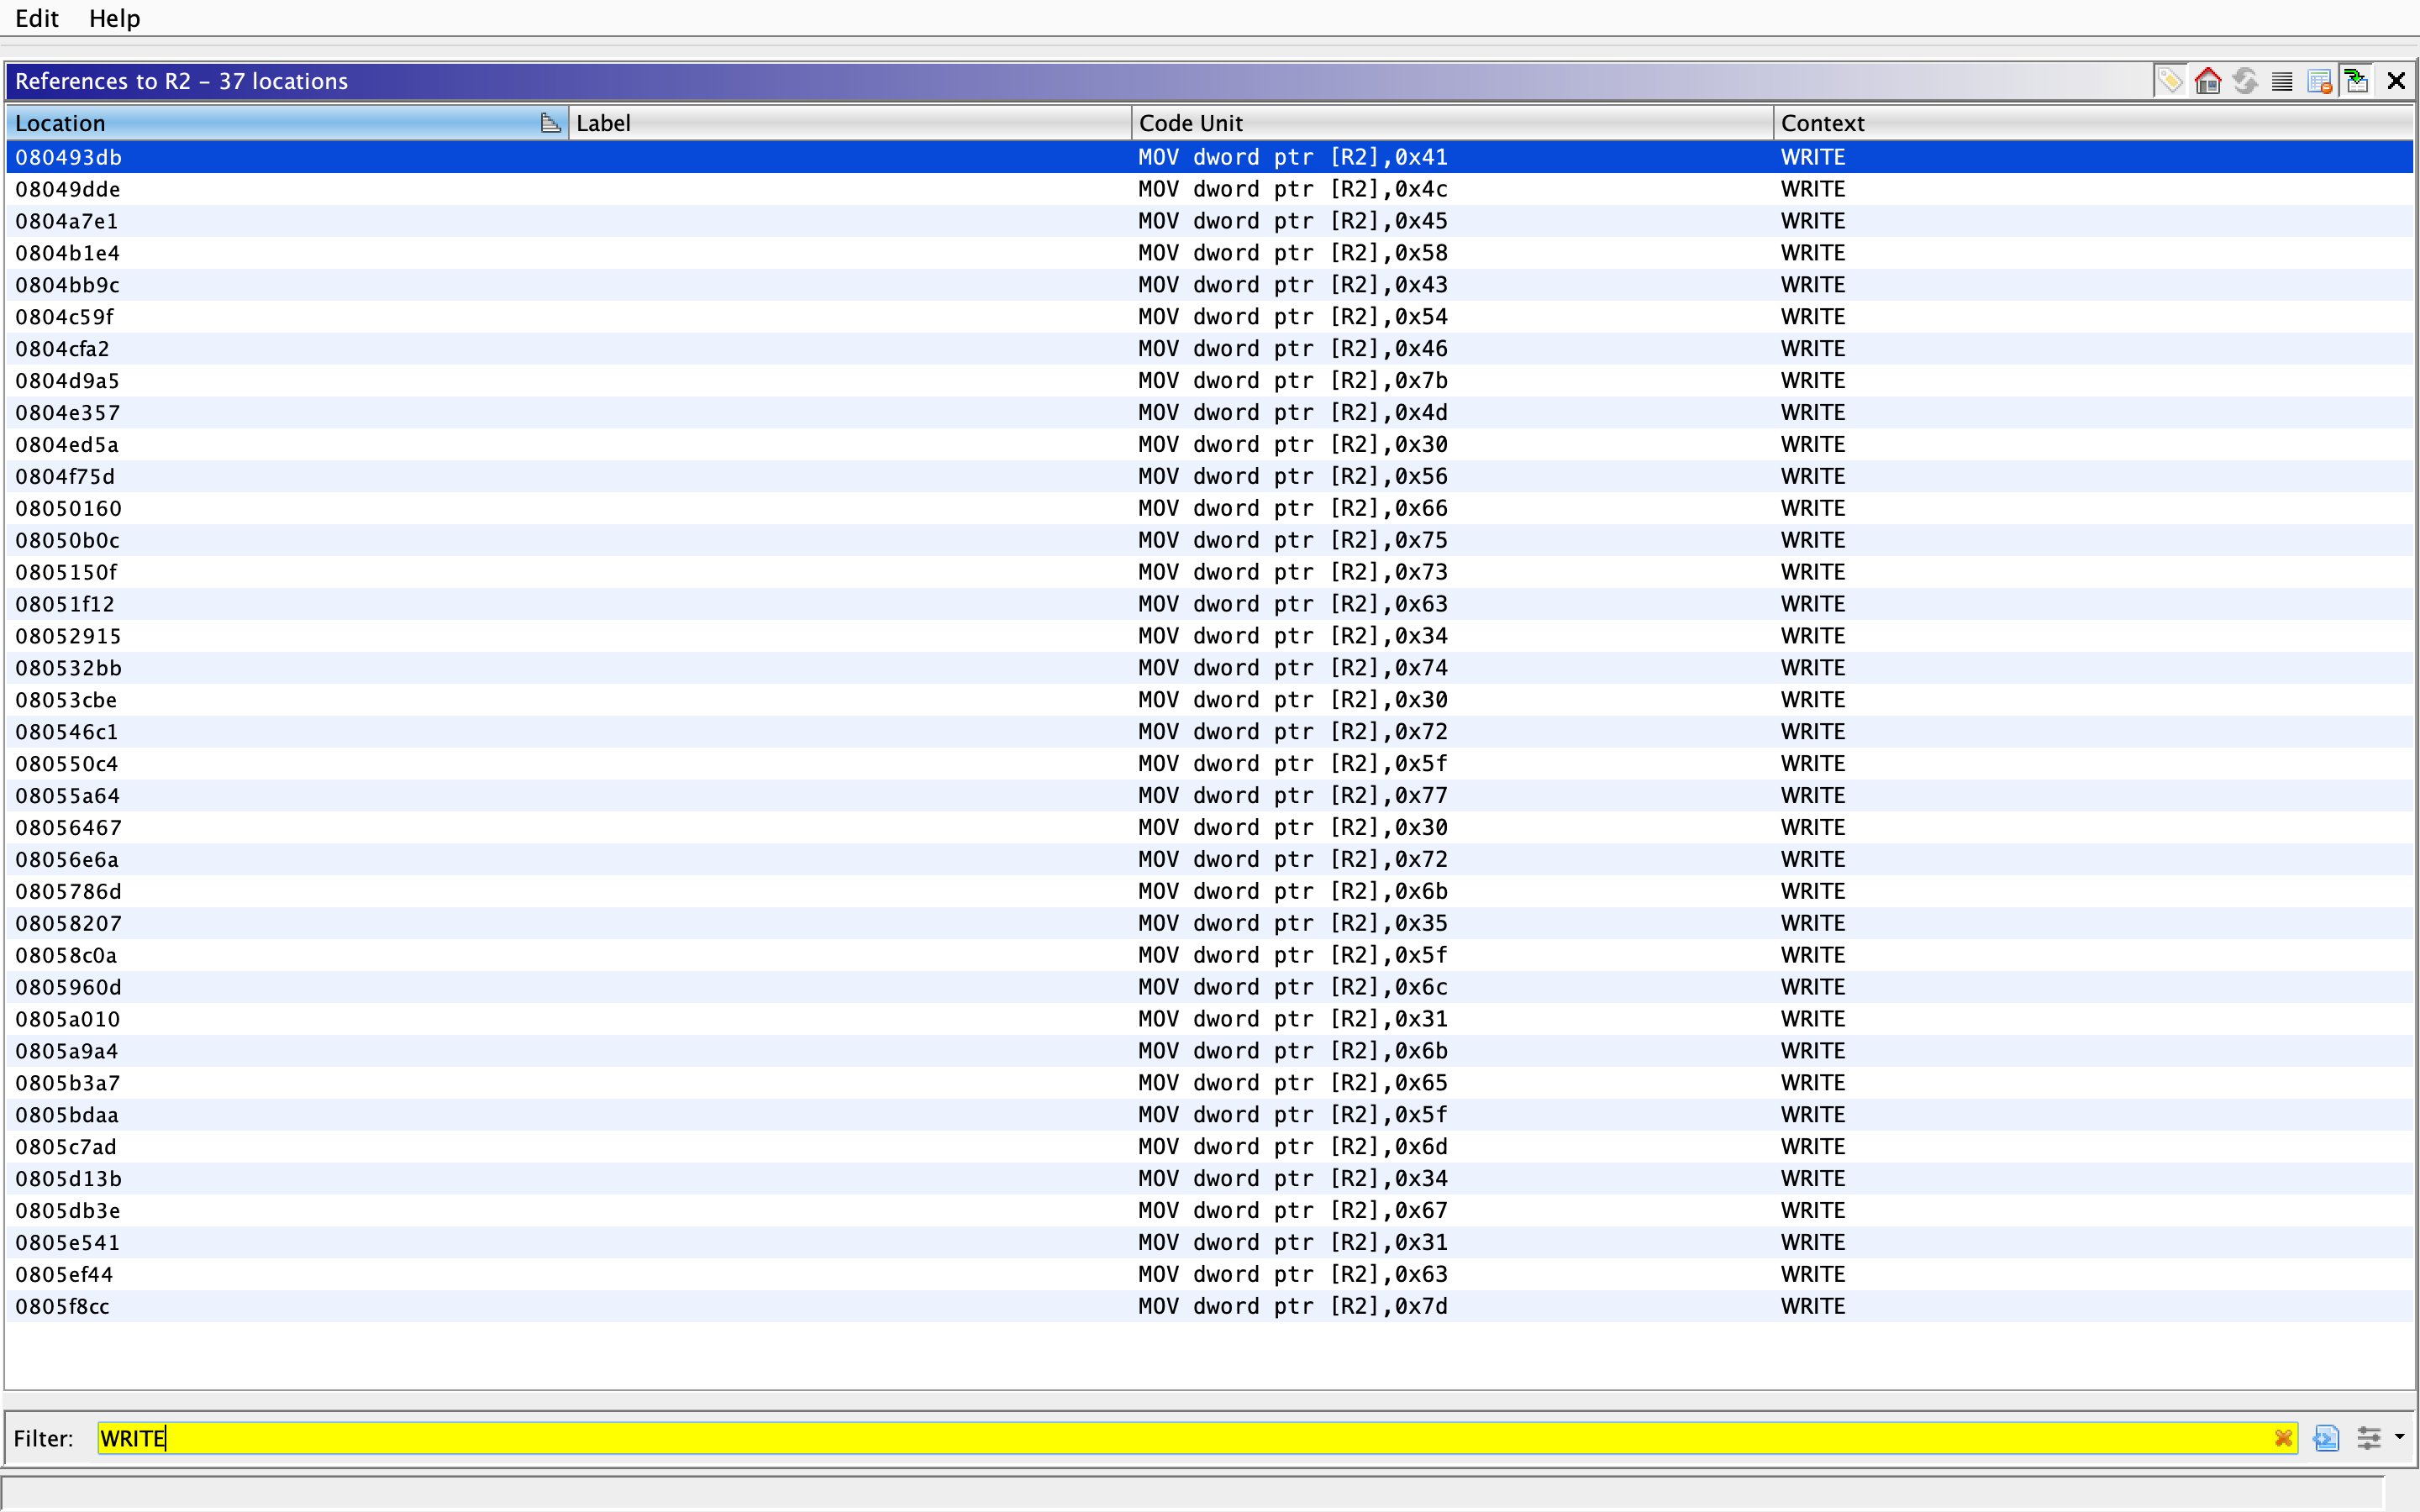 Edit Help
References to R2 – 37 locations
Location Label Code Unit Context
080493db MOV dword ptr [R2],0x41 WRITE
08049dde MOV dword ptr [R2],0x4c WRITE
0804a7e1 MOV dword ptr [R2],0x45 WRITE
0804b1e4 MOV dword ptr [R2],0x58 WRITE
0804bb9c MOV dword ptr [R2],0x43 WRITE
0804c59f MOV dword ptr [R2],0x54 WRITE
0804cfa2 MOV dword ptr [R2],0x46 WRITE
0804d9a5 MOV dword ptr [R2],0x7b WRITE
0804e357 MOV dword ptr [R2],0x4d WRITE
0804ed5a MOV dword ptr [R2],0x30 WRITE
0804f75d MOV dword ptr [R2],0x56 WRITE
08050160 MOV dword ptr [R2],0x66 WRITE
08050b0c MOV dword ptr [R2],0x75 WRITE
0805150f MOV dword ptr [R2],0x73 WRITE
08051f12 MOV dword ptr [R2],0x63 WRITE
08052915 MOV dword ptr [R2],0x34 WRITE
080532bb MOV dword ptr [R2],0x74 WRITE
08053cbe MOV dword ptr [R2],0x30 WRITE
080546c1 MOV dword ptr [R2],0x72 WRITE
080550c4 MOV dword ptr [R2],0x5f WRITE
08055a64 MOV dword ptr [R2],0x77 WRITE
08056467 MOV dword ptr [R2],0x30 WRITE
08056e6a MOV dword ptr [R2],0x72 WRITE
0805786d MOV dword ptr [R2],0x6b WRITE
08058207 MOV dword ptr [R2],0x35 WRITE
08058c0a MOV dword ptr [R2],0x5f WRITE
0805960d MOV dword ptr [R2],0x6c WRITE
0805a010 MOV dword ptr [R2],0x31 WRITE
0805a9a4 MOV dword ptr [R2],0x6b WRITE
0805b3a7 MOV dword ptr [R2],0x65 WRITE
0805bdaa MOV dword ptr [R2],0x5f WRITE
0805c7ad MOV dword ptr [R2],0x6d WRITE
0805d13b MOV dword ptr [R2],0x34 WRITE
0805db3e MOV dword ptr [R2],0x67 WRITE
0805e541 MOV dword ptr [R2],0x31 WRITE
0805ef44 MOV dword ptr [R2],0x63 WRITE
0805f8cc MOV dword ptr [R2],0x7d WRITE
Filter: WRITE